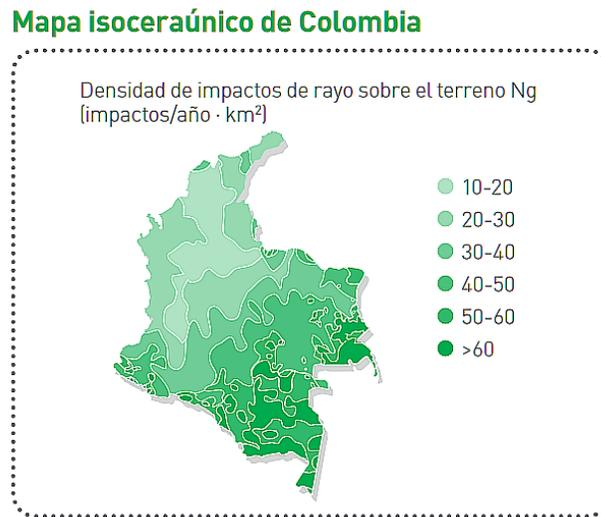 Mapa isoceraúnico de Colombia
Densidad de impactos de rayo sobre el terreno Ng
(impactos/año · km²)
10-20
20-30
30-40
40-50
50-60
>60